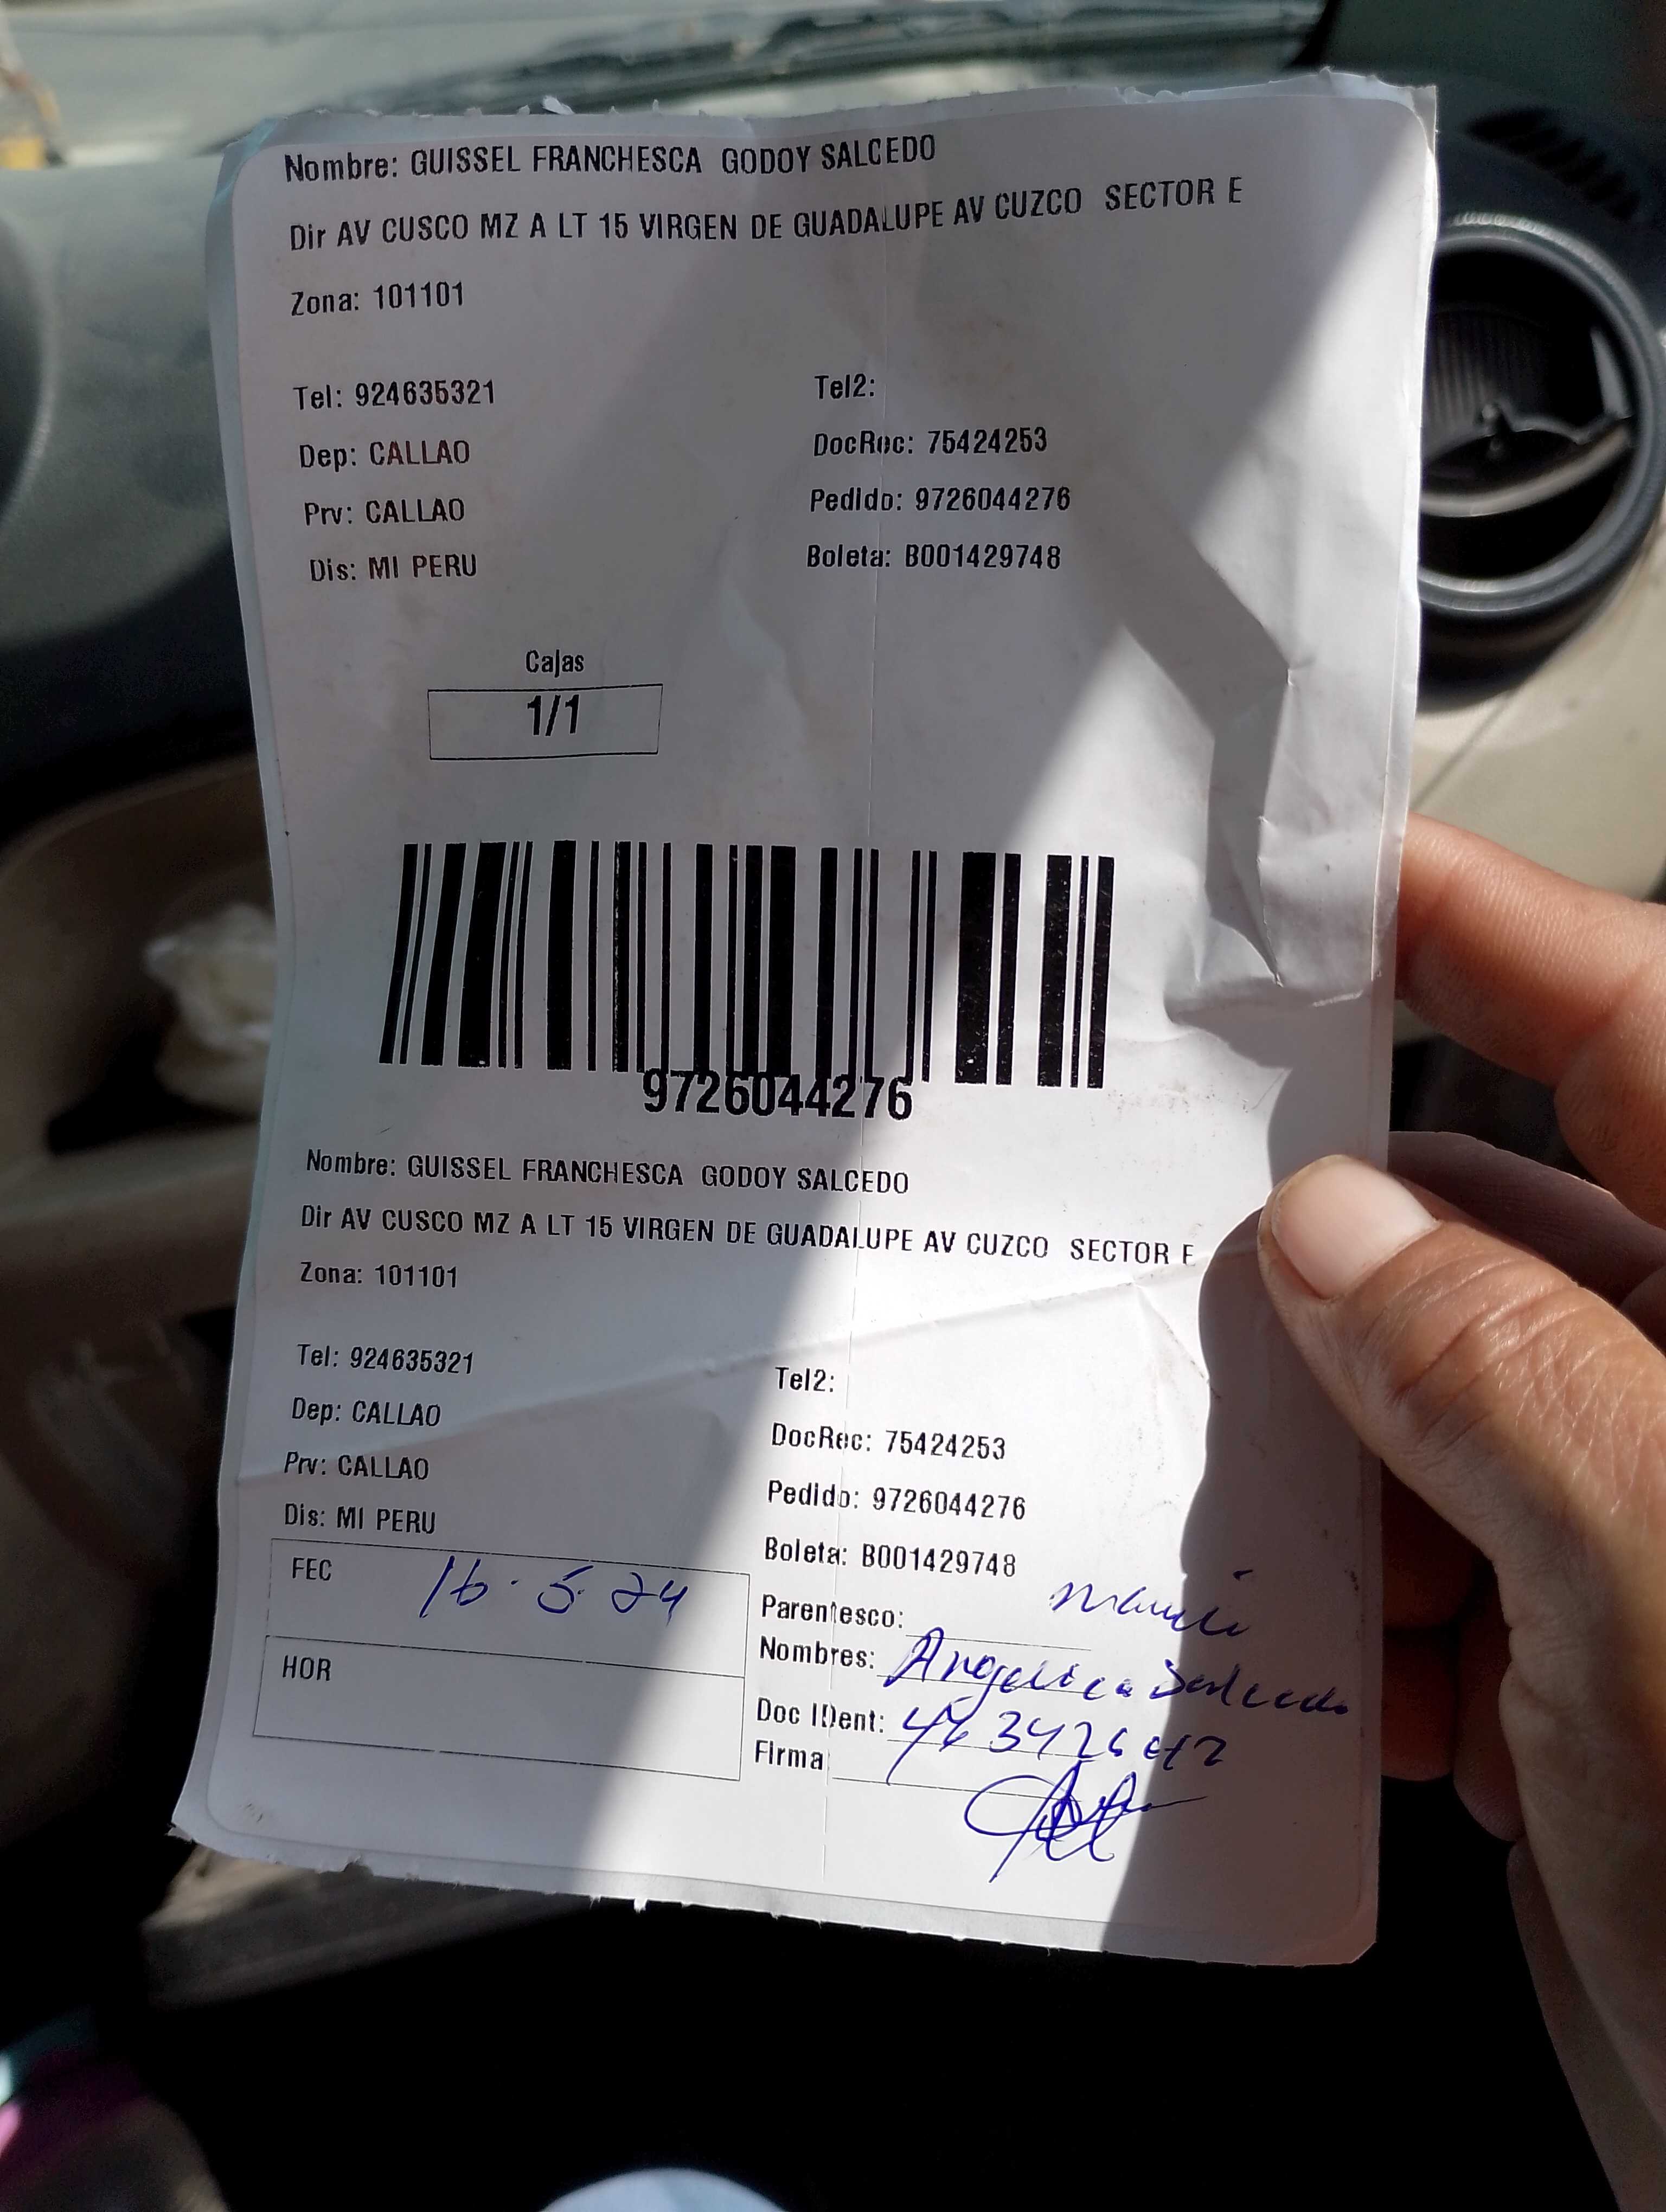 Nombre: GUISSEL FRANCHESCA GODOY SALCEDO
Dir AV CUSCO MZ A LT 15 VIRGEN DE GUADALUPE AV CUZCO SECTOR E
Zona: 101101
Tel: 924635321 Tel2:
Dep: CALLAO DocRec: 75424253
Prv: CALLAO Pedido: 9726044276
Dis: MI PERU Boleta: B001429748
Cajas
1/1
9726044276
Nombre: GUISSEL FRANCHESCA GODOY SALCEDO
Dir AV CUSCO MZ A LT 15 VIRGEN DE GUADALUPE AV CUZCO SECTOR E
Zona: 101101
Tel: 924635321 Tel2:
Dep: CALLAO DocRec: 75424253
Prv: CALLAO Pedido: 9726044276
Dis: MI PERU Boleta: B001429748
FEC 16.5.24
Parentesco:
HOR
Nombres: Angelica Salcedo
Doc IDent:
Firma